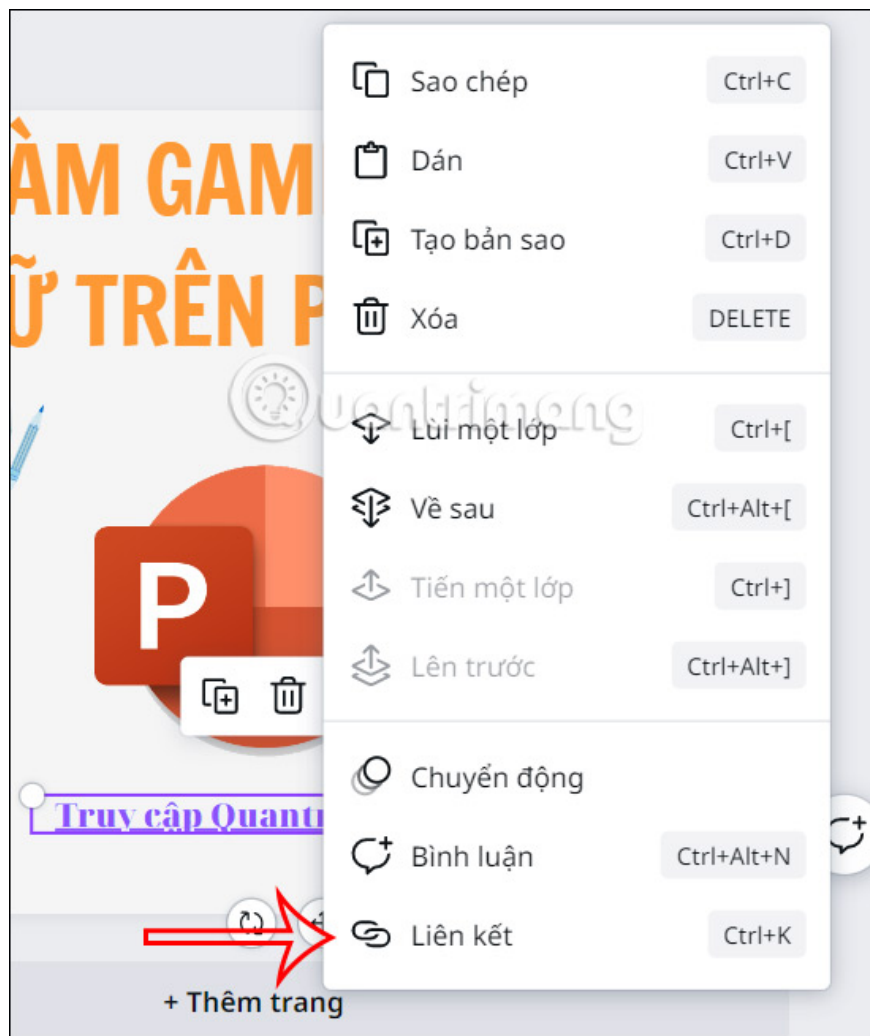 ÀM GAM
Ữ TRÊN P
P
Truy cập Quantr
+ Thêm trang
Sao chép Ctrl+C
Dán Ctrl+V
Tạo bản sao Ctrl+D
Xóa DELETE
Quantrimang
Lùi một lớp Ctrl+[
Về sau Ctrl+Alt+[
Tiến một lớp Ctrl+]
Lên trước Ctrl+Alt+]
Chuyển động
Bình luận Ctrl+Alt+N
Liên kết Ctrl+K